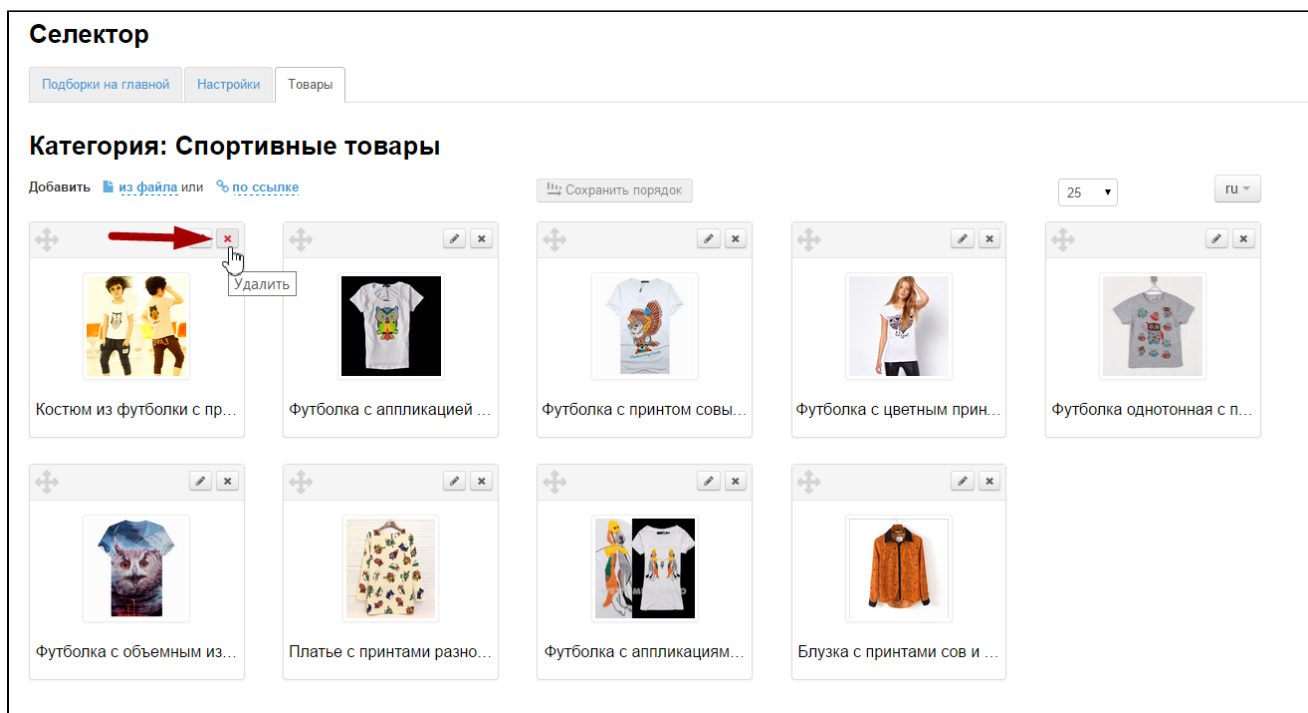 Селектор
Подборки на главной Настройки Товары
Категория: Спортивные товары
Добавить из файла или по ссылке Сохранить порядок 25 ru
Удалить
Костюм из футболки с пр... Футболка с аппликацией ... Футболка с принтом совы... Футболка с цветным прин... Футболка однотонная с п...
Футболка с объемным из... Платье с принтами разно... Футболка с аппликациям... Блузка с принтами сов и ...